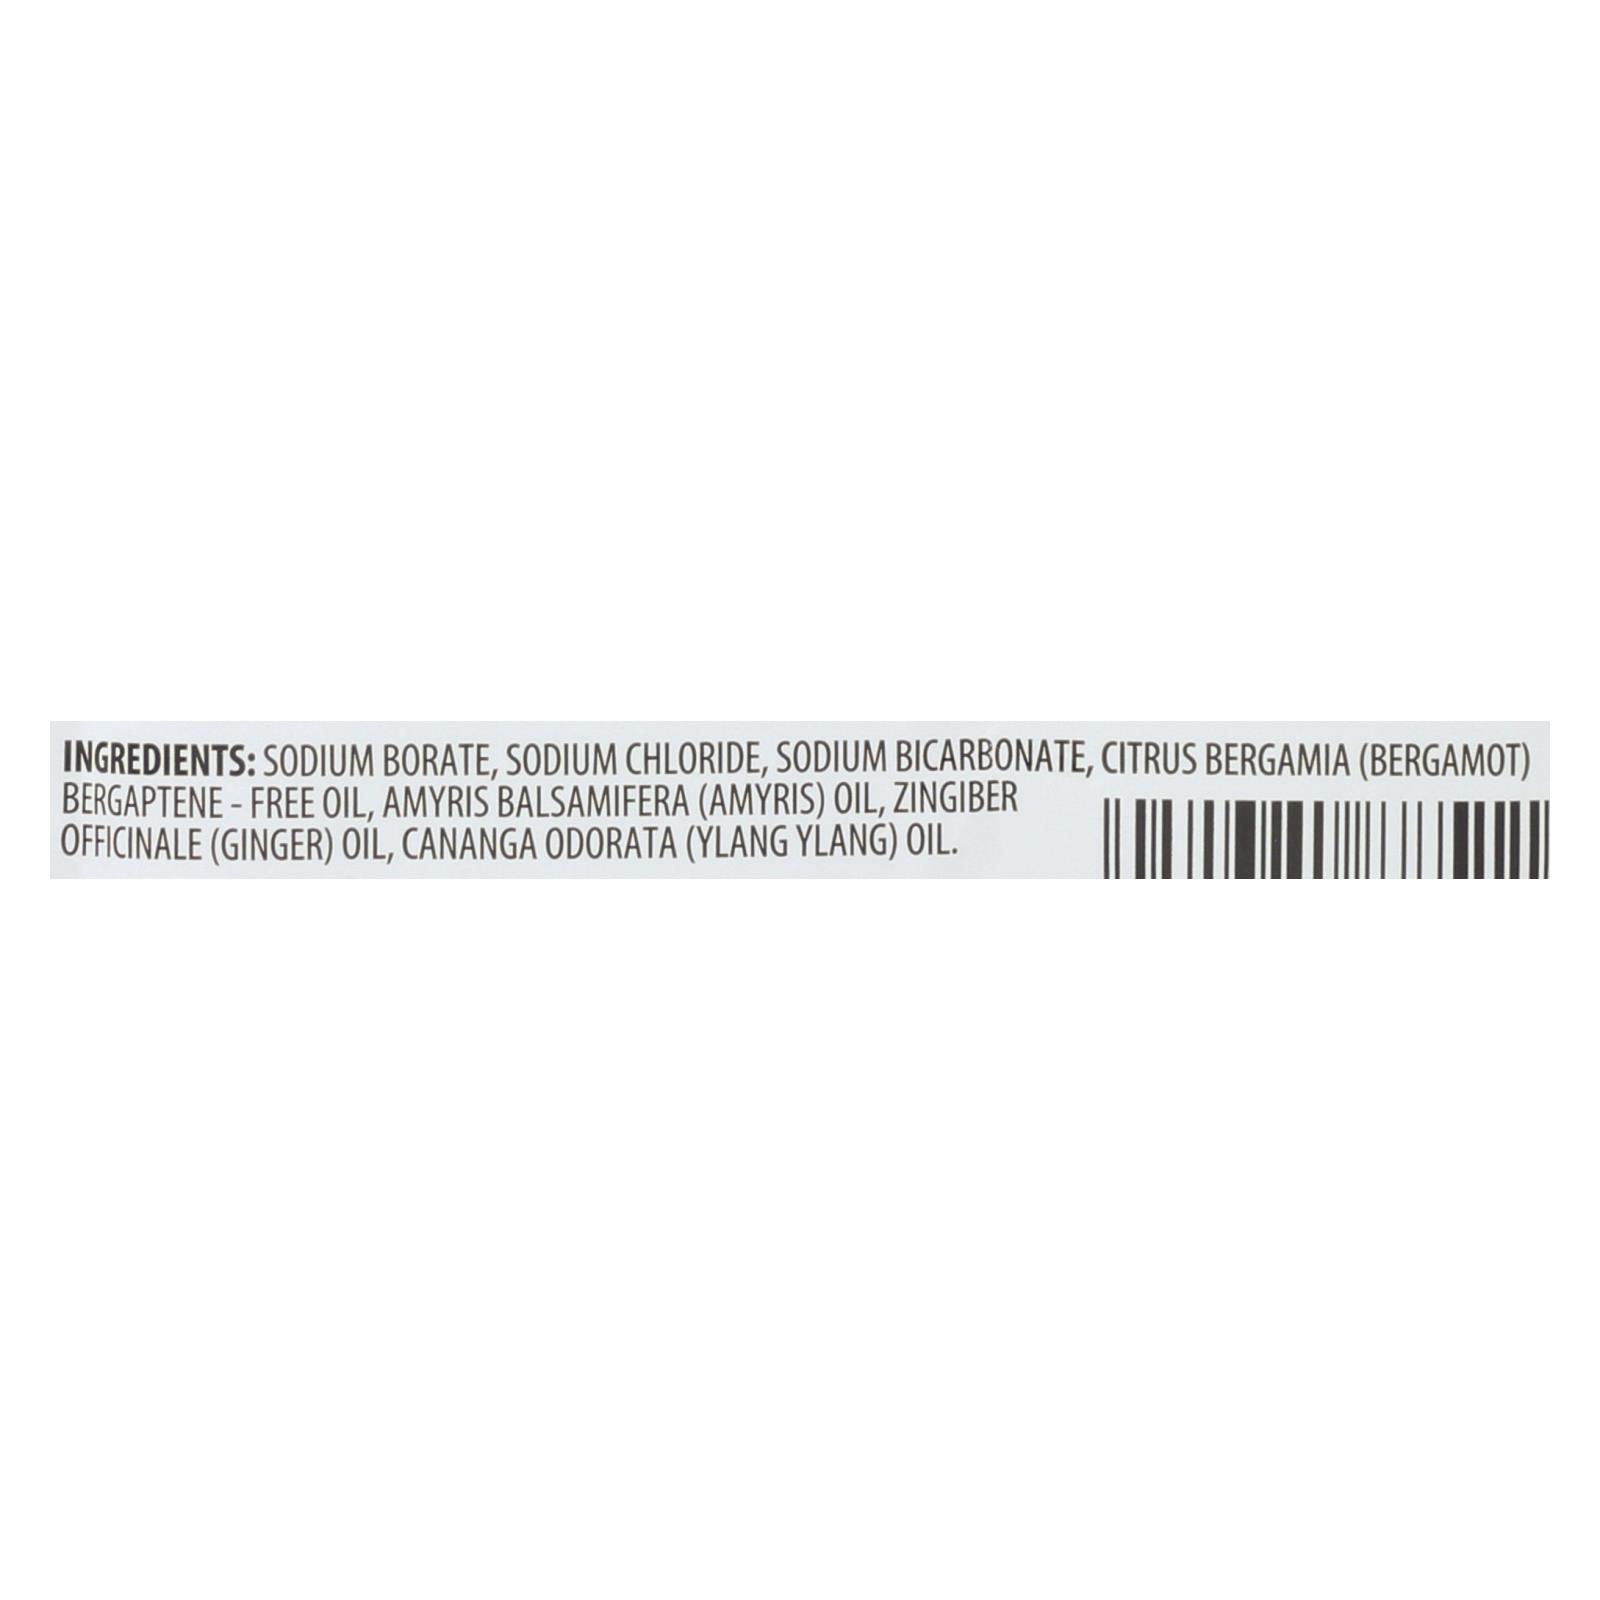 INGREDIENTS: SODIUM BORATE, SODIUM CHLORIDE, SODIUM BICARBONATE, CITRUS BERGAMIA (BERGAMOT)
BERGAPTENE - FREE OIL, AMYRIS BALSAMIFERA (AMYRIS) OIL, ZINGIBER
OFFICINALE (GINGER) OIL, CANANGA ODORATA (YLANG YLANG) OIL.